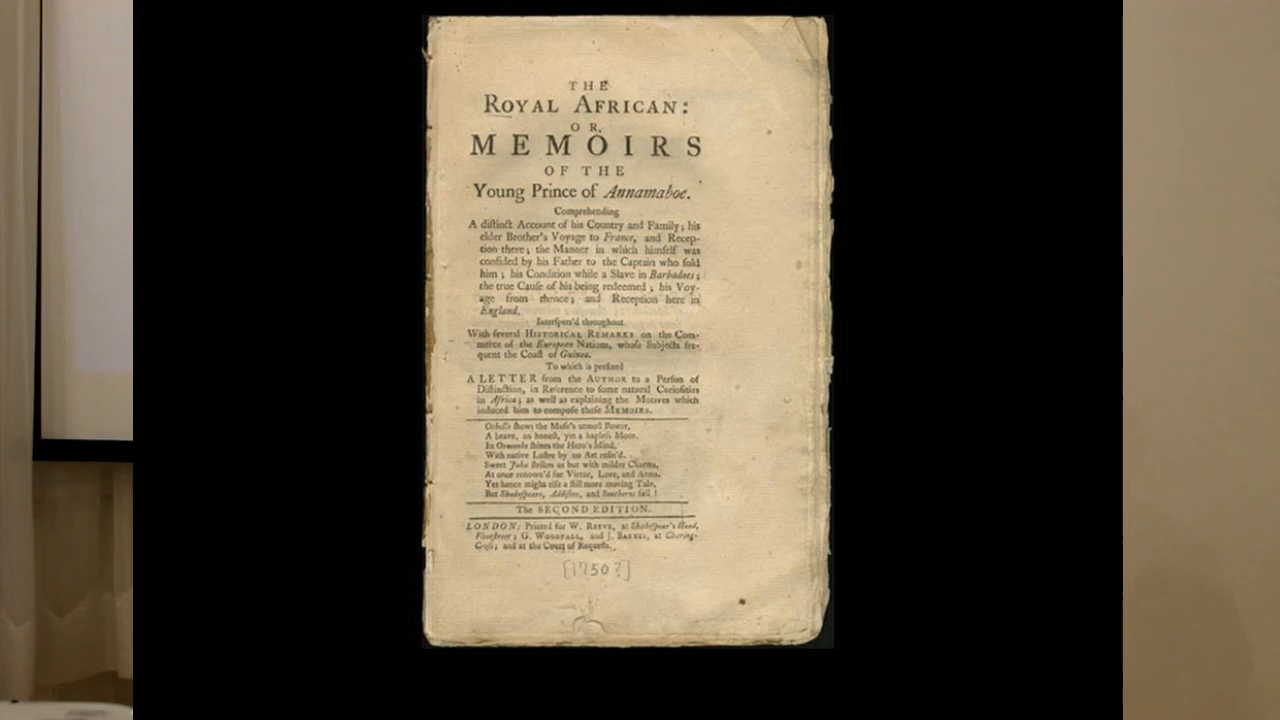 THE
ROYAL AFRICAN:
OR,
MEMOIRS
OF THE
Young Prince of Annamaboe.
Comprehending
A diſtinct Account of his Country and Family; his
elder Brother's Voyage to France, and Recep-
tion there; the Manner in which himſelf was
confided by his Father to the Captain who ſold
him; his Condition while a Slave in Barbadoes;
the true Cauſe of his being redeemed; his Voy-
age from thence; and Reception here in
England.
Interſpers'd throughout
With ſeveral HISTORICAL REMARKS on the Com-
merce of the European Nations, whoſe Subjects fre-
quent the Coaſt of Guinea.
To which is prefixed
A LETTER from the AUTHOR to a Perſon of
Diſtinction, in Reference to ſome natural Curioſities
in Africa; as well as explaining the Motives which
induced him to compoſe theſe MEMOIRS.
Othello ſhews the Muſe's utmoſt Power,
A brave, an honeſt, yet a hapleſs Moor.
In Oroonoko ſhines the Hero's Mind,
With native Luſtre by no Art refin'd.
Sweet Juba ſtrikes us but with milder Charms,
At once renown'd for Virtue, Love, and Arms.
Yet hence might riſe a ſtill more moving Tale,
But Shakeſpears, Addiſons, and Southerns fail!
The SECOND EDITION.
LONDON: Printed for W. REEVE, at Shakeſpear's Head,
Fleetſtreet; G. WOODFALL, and J. BARNES, at Charing-
Croſs; and at the Court of Requeſts.
[1750?]